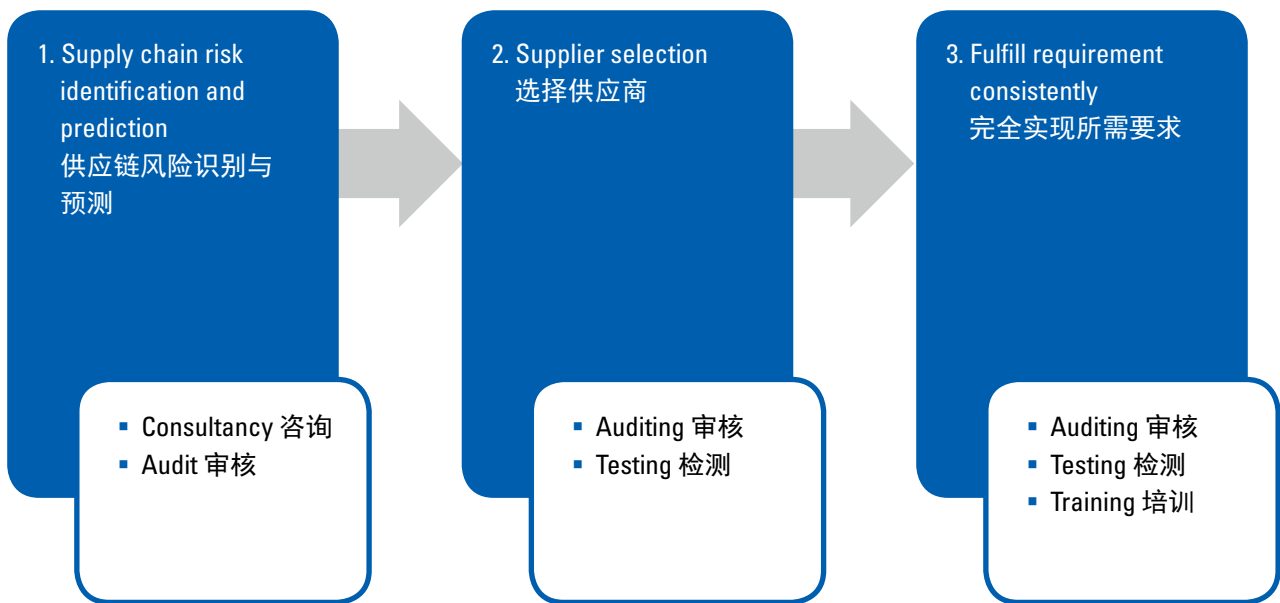 1. Supply chain risk
identification and
prediction
供应链风险识别与
预测
2. Supplier selection
选择供应商
3. Fulfill requirement
consistently
完全实现所需要求
▪ Consultancy 咨询
▪ Audit 审核
▪ Auditing 审核
▪ Testing 检测
▪ Auditing 审核
▪ Testing 检测
▪ Training 培训